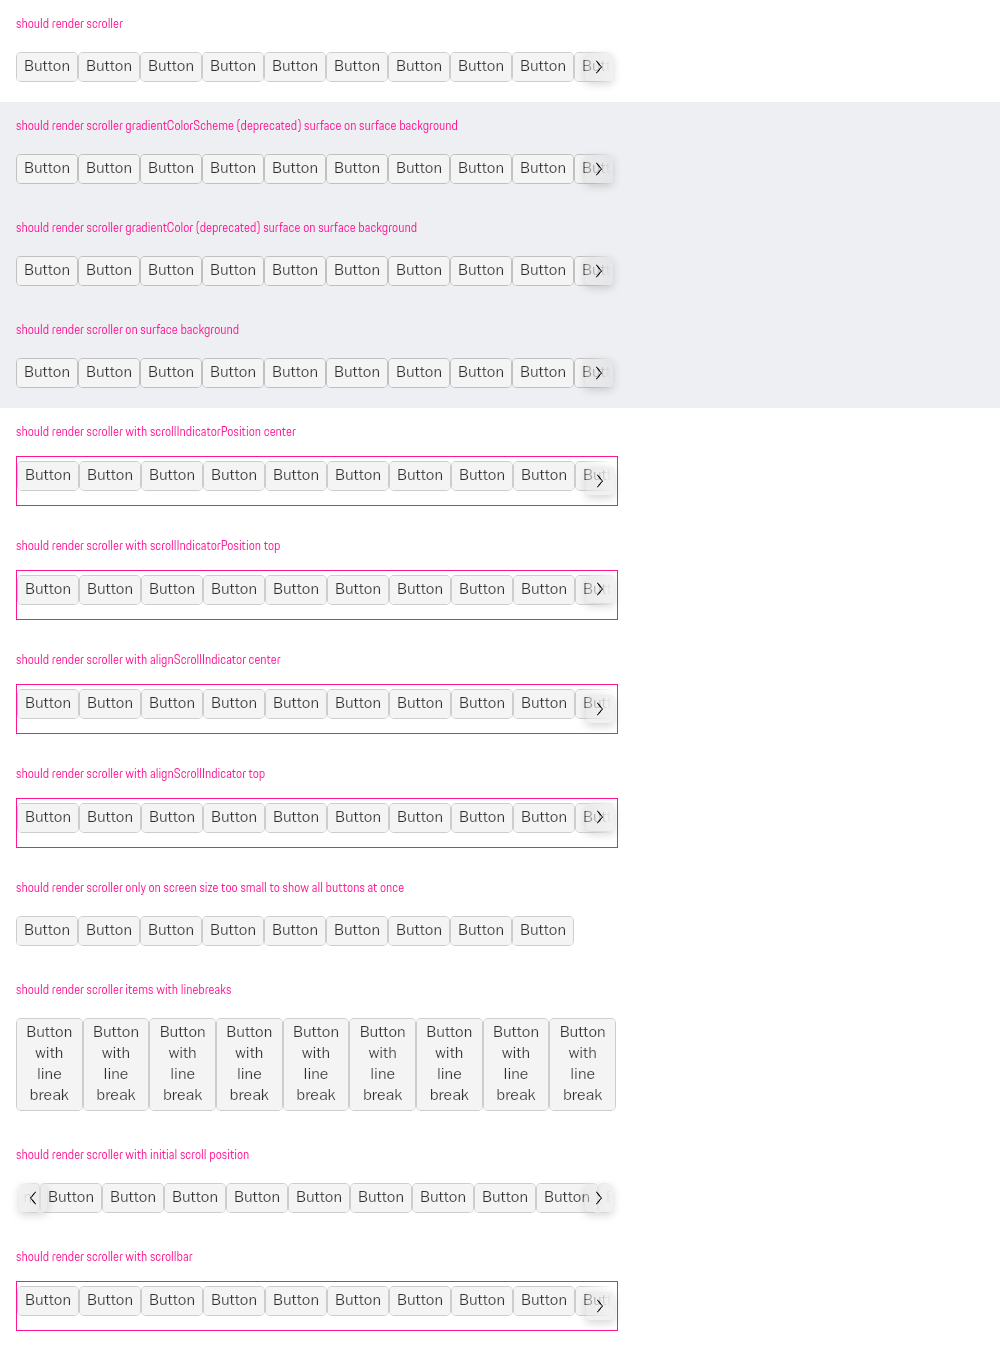 should render scroller
Button Button Button Button Button Button Button Button Button
should render scroller gradientColorScheme (deprecated) surface on surface background
Button Button Button Button Button Button Button Button Button
should render scroller gradientColor (deprecated) surface on surface background
Button Button Button Button Button Button Button Button Button
should render scroller on surface background
Button Button Button Button Button Button Button Button Button
should render scroller with scrollIndicatorPosition center
Button Button Button Button Button Button Button Button Button
should render scroller with scrollIndicatorPosition top
Button Button Button Button Button Button Button Button Button
should render scroller with alignScrollIndicator center
Button Button Button Button Button Button Button Button Button
should render scroller with alignScrollIndicator top
Button Button Button Button Button Button Button Button Button
should render scroller only on screen size too small to show all buttons at once
Button Button Button Button Button Button Button Button Button
should render scroller items with linebreaks
Button Button Button Button Button Button Button Button Button
with with with with with with with with with
line line line line line line line line line
break break break break break break break break break
should render scroller with initial scroll position
Button Button Button Button Button Button Button Button Button
should render scroller with scrollbar
Button Button Button Button Button Button Button Button Button